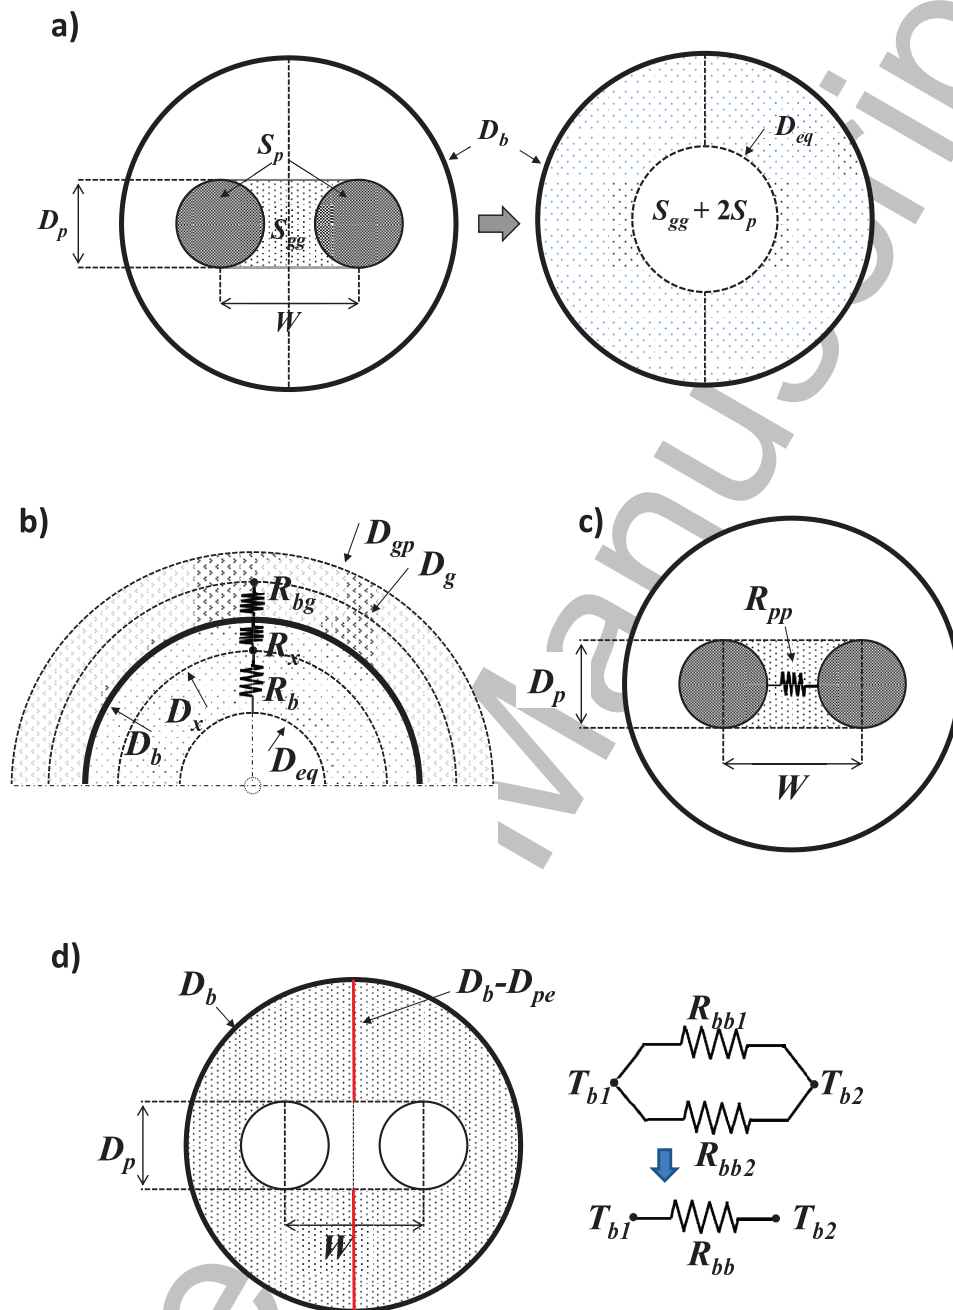 a)
S_p
D_b
D_eq
D_p
S_gg
S_gg + 2S_p
W
b)
D_gp
D_g
R_bg
R_x
R_b
D_x
D_b
D_eq
c)
R_pp
D_p
W
d)
D_b
D_b-D_pe
R_bb1
T_b1
T_b2
D_p
R_bb2
W
T_b1
T_b2
R_bb